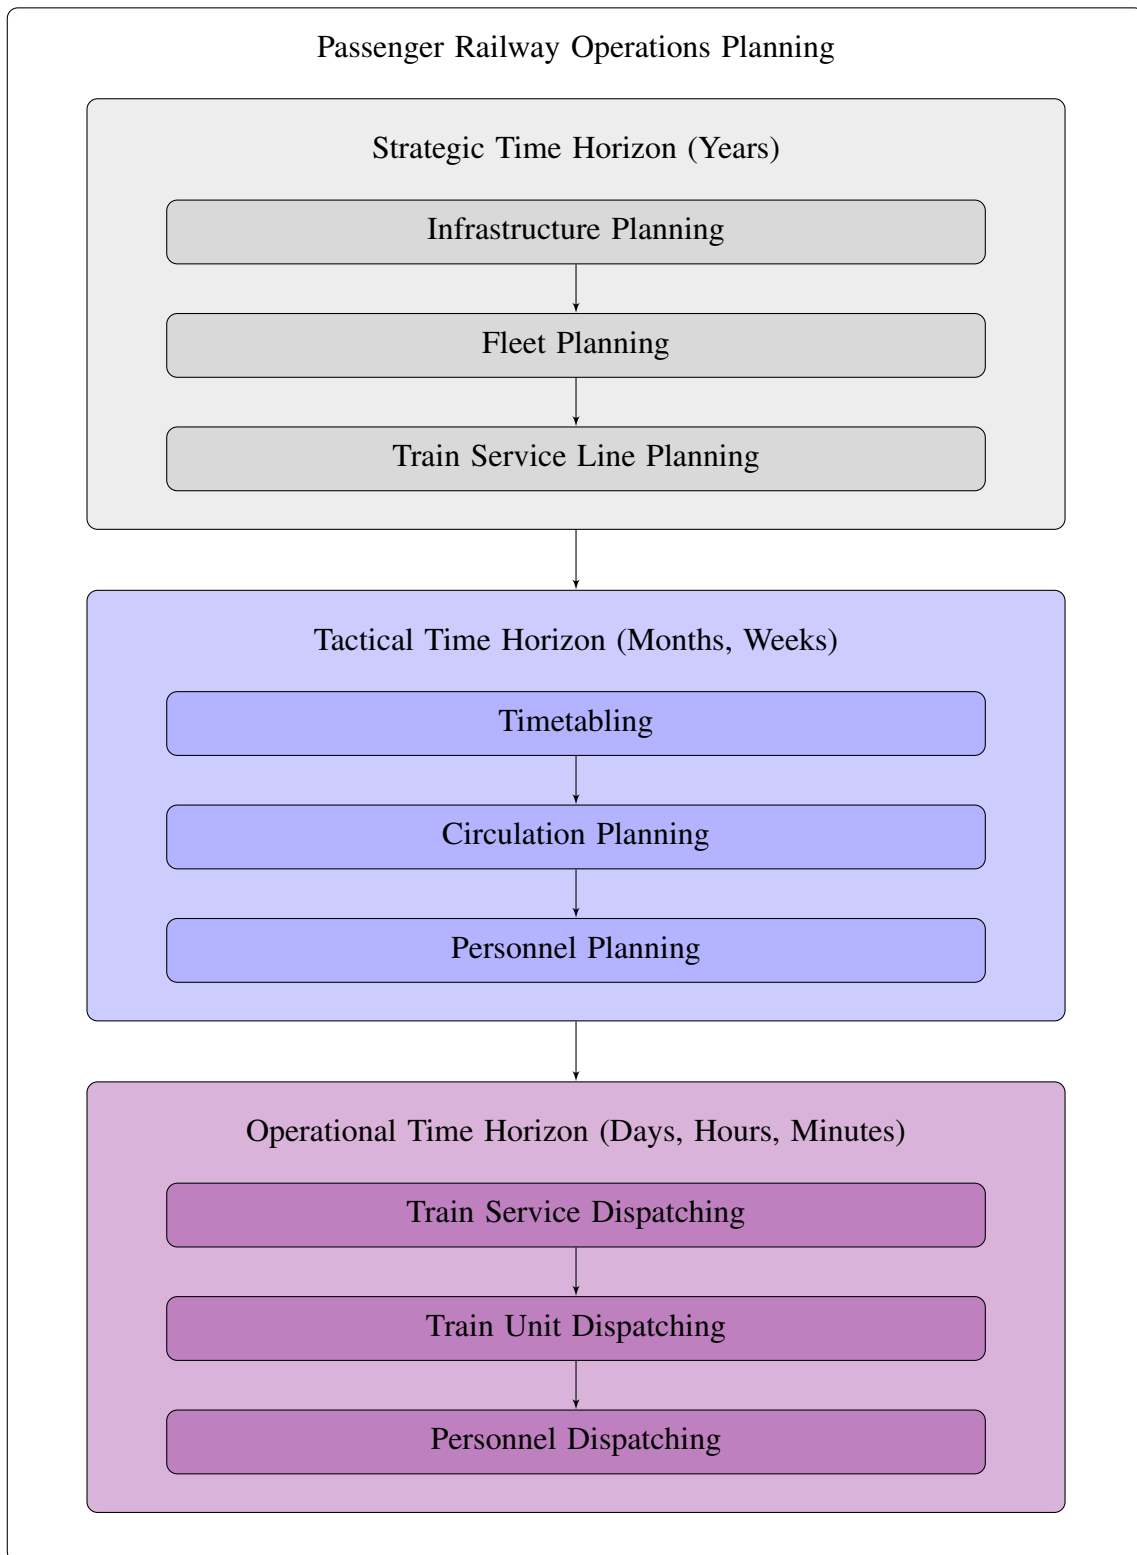 Passenger Railway Operations Planning
Strategic Time Horizon (Years)
Infrastructure Planning
Fleet Planning
Train Service Line Planning
Tactical Time Horizon (Months, Weeks)
Timetabling
Circulation Planning
Personnel Planning
Operational Time Horizon (Days, Hours, Minutes)
Train Service Dispatching
Train Unit Dispatching
Personnel Dispatching